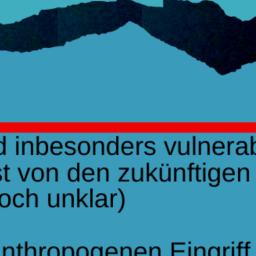 d inbesonders vulnerab
st von den zukünftigen
och unklar)
nthropogenen Eingriff